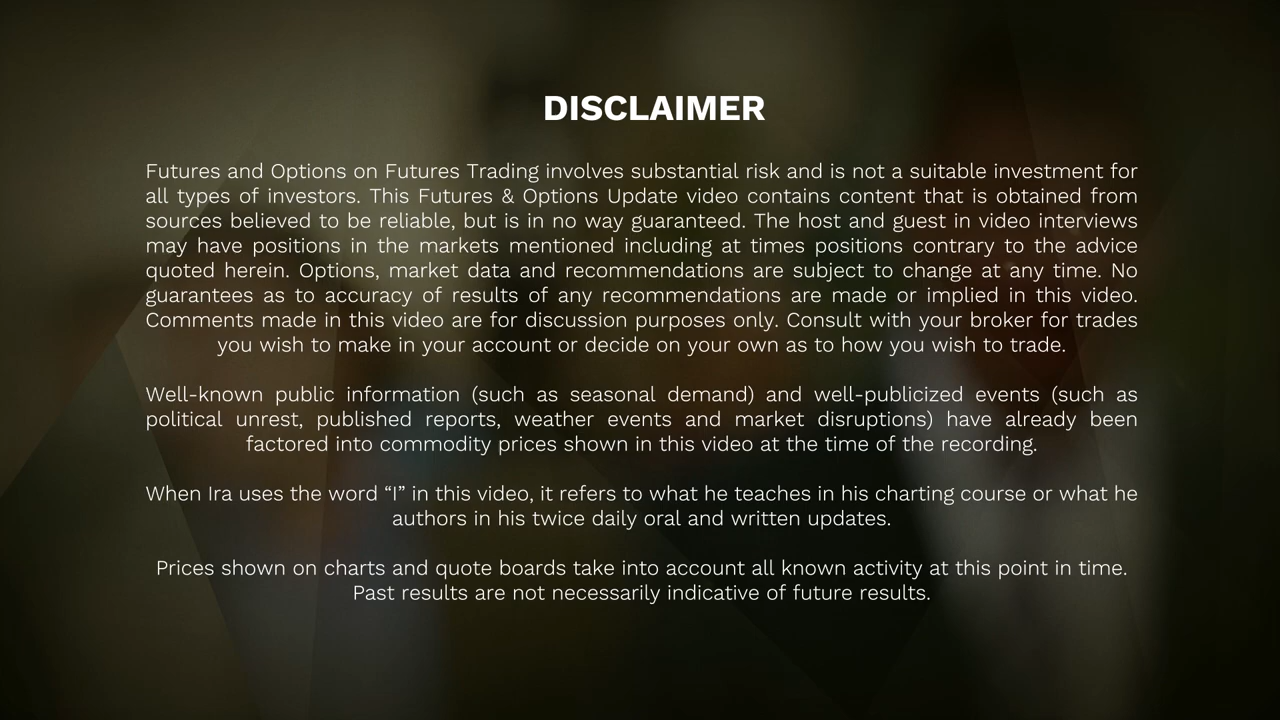 DISCLAIMER
Futures and Options on Futures Trading involves substantial risk and is not a suitable investment for
all types of investors. This Futures & Options Update video contains content that is obtained from
sources believed to be reliable, but is in no way guaranteed. The host and guest in video interviews
may have positions in the markets mentioned including at times positions contrary to the advice
quoted herein. Options, market data and recommendations are subject to change at any time. No
guarantees as to accuracy of results of any recommendations are made or implied in this video.
Comments made in this video are for discussion purposes only. Consult with your broker for trades
you wish to make in your account or decide on your own as to how you wish to trade.
Well-known public information (such as seasonal demand) and well-publicized events (such as
political unrest, published reports, weather events and market disruptions) have already been
factored into commodity prices shown in this video at the time of the recording.
When Ira uses the word “I” in this video, it refers to what he teaches in his charting course or what he
authors in his twice daily oral and written updates.
Prices shown on charts and quote boards take into account all known activity at this point in time.
Past results are not necessarily indicative of future results.